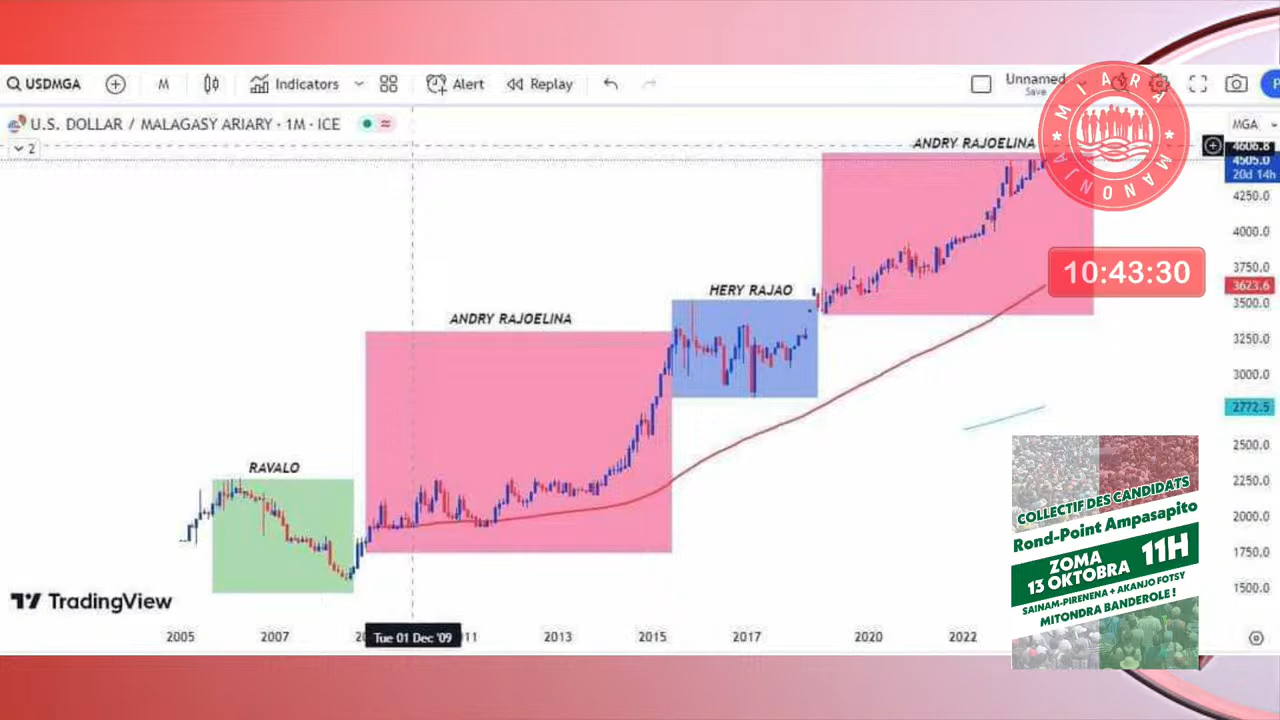 USDMGA
M
Indicators
Alert
Replay
Unnamed
Save
U.S. DOLLAR / MALAGASY ARIARY · 1M · ICE
2
MGA
ANDRY RAJOELINA
HERY RAJAO
ANDRY RAJOELINA
RAVALO
4606.8
4505.0
20d 14h
4250.0
4000.0
3750.0
3623.6
3500.0
3250.0
3000.0
2772.5
2500.0
2250.0
2000.0
1750.0
1500.0
MIARA MANONJA
10:43:30
COLLECTIF DES CANDIDATS
Rond-Point Ampasapito
ZOMA
13 OKTOBRA
11H
SAINAM-PIRENENA + AKANJO FOTSY
MITONDRA BANDEROLE !
TradingView
2005
2007
Tue 01 Dec '09
11
2013
2015
2017
2020
2022